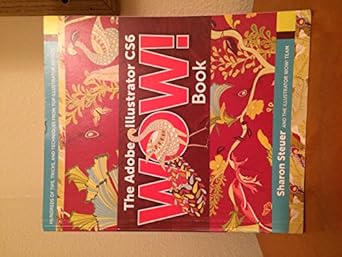 HUNDREDS OF TIPS, TRICKS, AND TECHNIQUES FROM TOP ILLUSTRATOR ARTISTS
The Adobe Illustrator CS6
WOW!
Book
Sharon Steuer AND THE ILLUSTRATOR WOW! TEAM